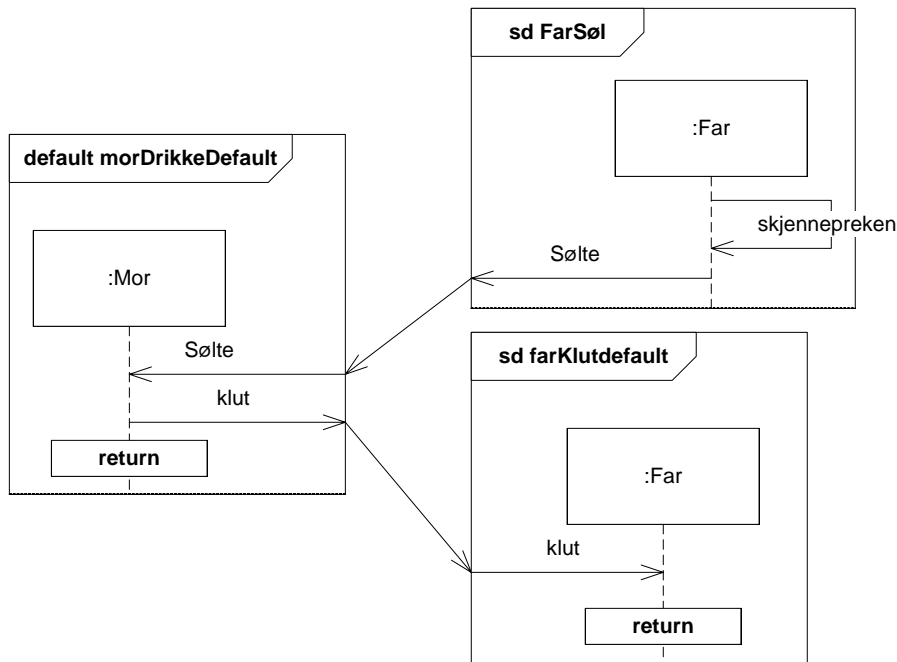 sd FarSøl
:Far
skjennepreken
Sølte
default morDrikkeDefault
:Mor
Sølte
klut
return
sd farKlutdefault
:Far
klut
return